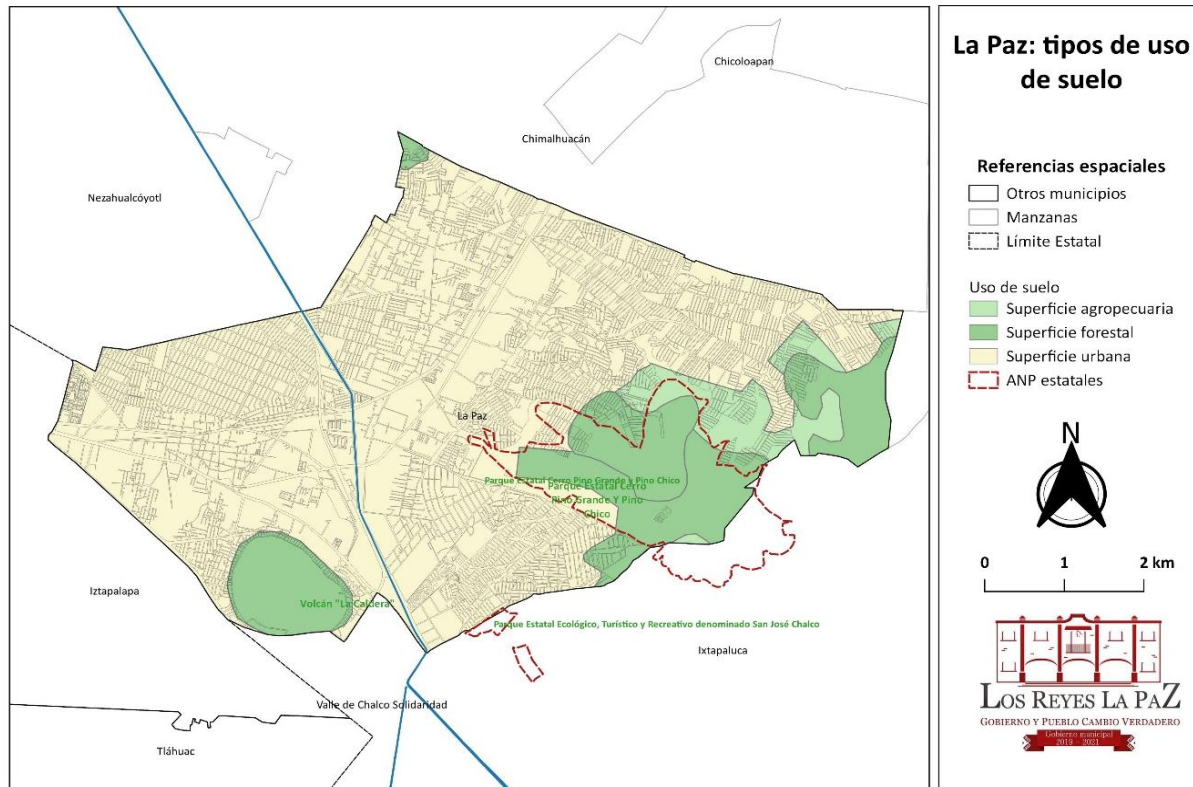 Chicoloapan
Chimalhuacán
Nezahualcóyotl
La Paz
Parque Estatal Cerro Pino Grande y Pino Chico
Parque Estatal Cerro
Pino Grande Y Pino
Chico
Iztapalapa
Volcán "La Caldera"
Parque Estatal Ecológico, Turístico y Recreativo denominado San José Chalco
Ixtapaluca
Valle de Chalco Solidaridad
Tláhuac
La Paz: tipos de uso
de suelo
Referencias espaciales
Otros municipios
Manzanas
Límite Estatal
Uso de suelo
Superficie agropecuaria
Superficie forestal
Superficie urbana
ANP estatales
N
0 1 2 km
LOS REYES LA PAZ
GOBIERNO Y PUEBLO CAMBIO VERDADERO
Gobierno municipal
2019 - 2021